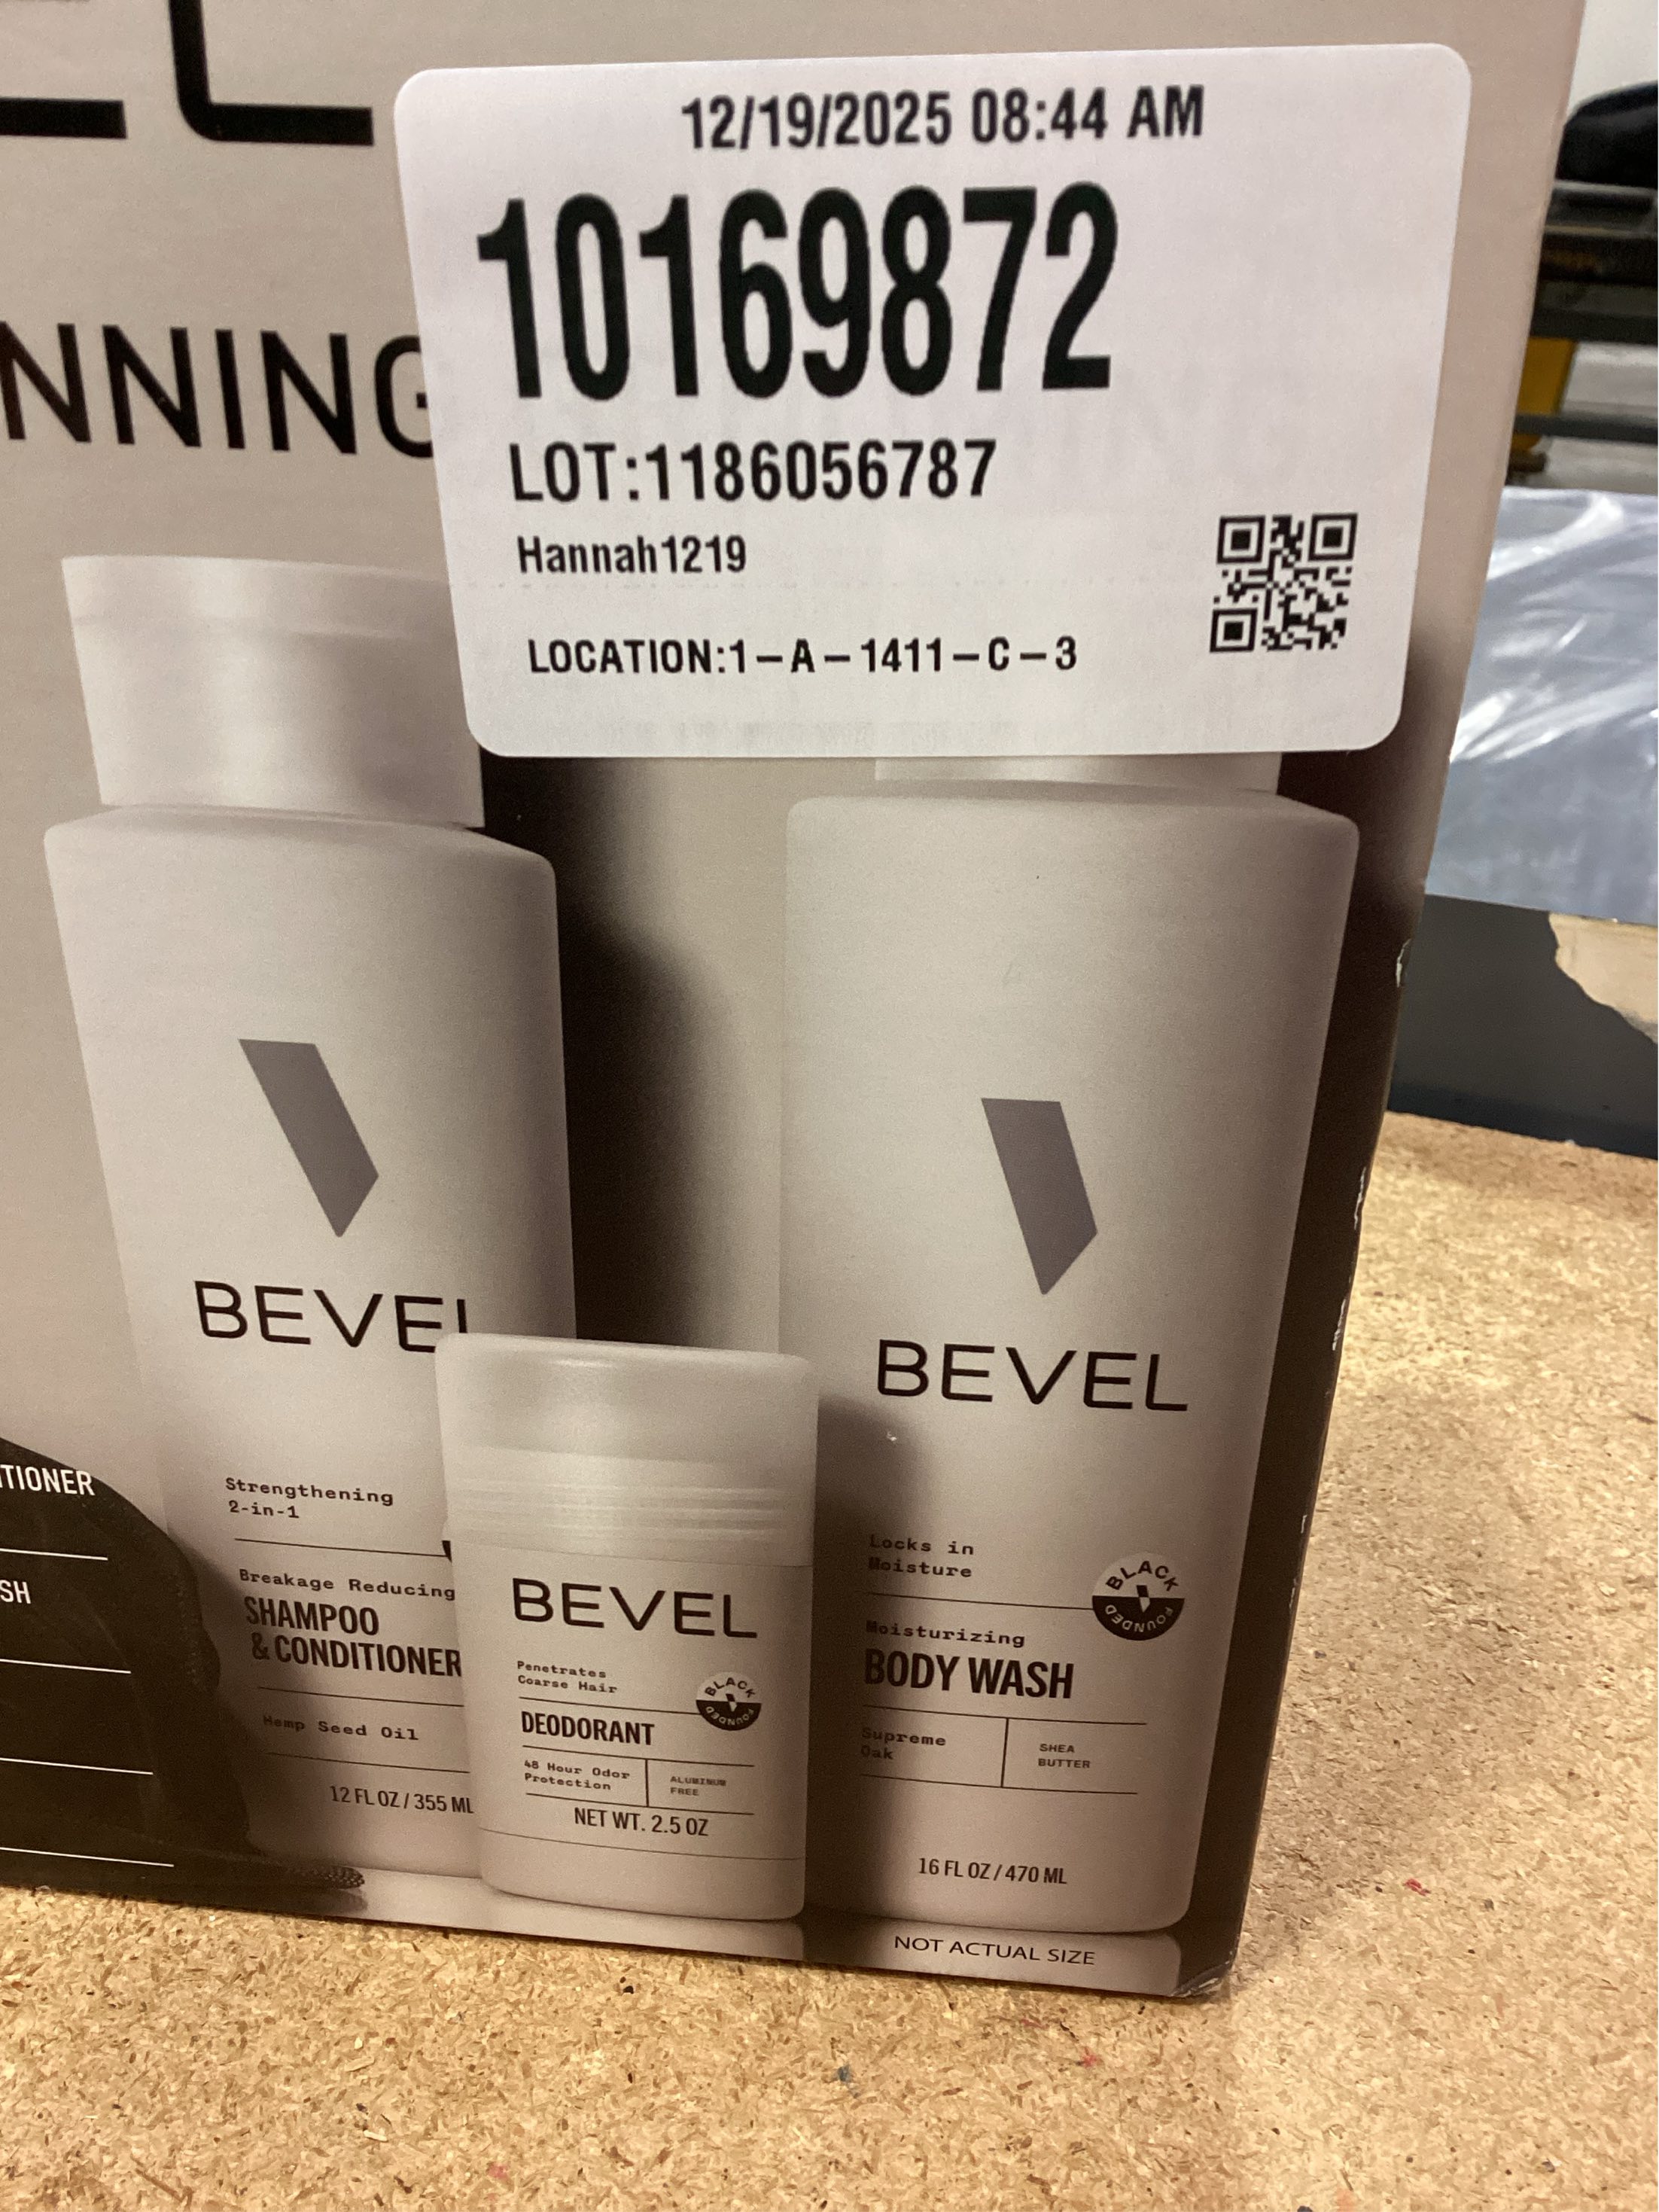 12/19/2025 08:44 AM
10169872
LOT:1186056787
Hannah1219
LOCATION:1-A-1411-C-3
NNING
BEVEL
Strengthening
2-in-1
Breakage Reducing
SHAMPOO
& CONDITIONER
Hemp Seed Oil
12 FL OZ / 355 ML
BEVEL
Penetrates
Coarse Hair
BLACK
FOUNDED
DEODORANT
48 Hour Odor
Protection
ALUMINUM
FREE
NET WT. 2.5 OZ
BEVEL
Locks in
Moisture
BLACK
FOUNDED
Moisturizing
BODY WASH
Supreme
Oak
SHEA
BUTTER
16 FL OZ / 470 ML
NOT ACTUAL SIZE
TIONER
SH